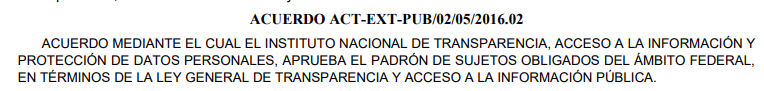 ACUERDO ACT-EXT-PUB/02/05/2016.02
ACUERDO MEDIANTE EL CUAL EL INSTITUTO NACIONAL DE TRANSPARENCIA, ACCESO A LA INFORMACIÓN Y
PROTECCIÓN DE DATOS PERSONALES, APRUEBA EL PADRÓN DE SUJETOS OBLIGADOS DEL ÁMBITO FEDERAL,
EN TÉRMINOS DE LA LEY GENERAL DE TRANSPARENCIA Y ACCESO A LA INFORMACIÓN PÚBLICA.